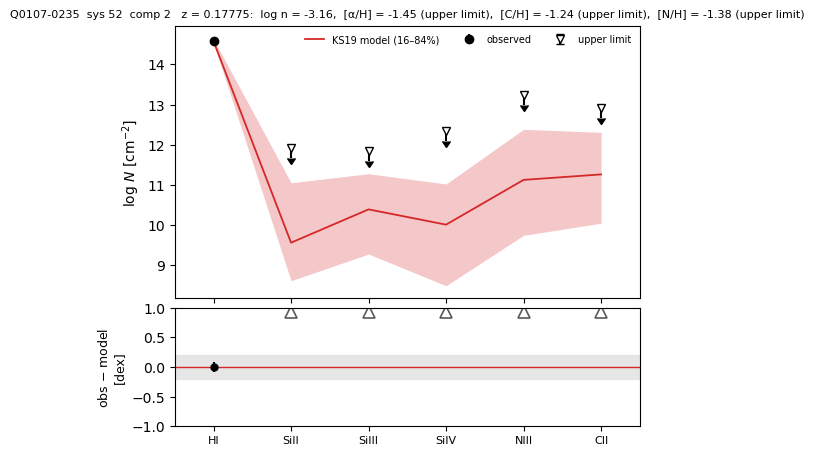 Q0107-0235  sys 52  comp 2   z = 0.17775:  log n = -3.16,  [α/H] = -1.45 (upper limit),  [C/H] = -1.24 (upper limit),  [N/H] = -1.38 (upper limit)
KS19 model (16–84%)
observed
upper limit
log N [cm⁻²]
14
13
12
11
10
9
obs − model
[dex]
1.0
0.5
0.0
−0.5
−1.0
HI
SiII
SiIII
SiIV
NIII
CII